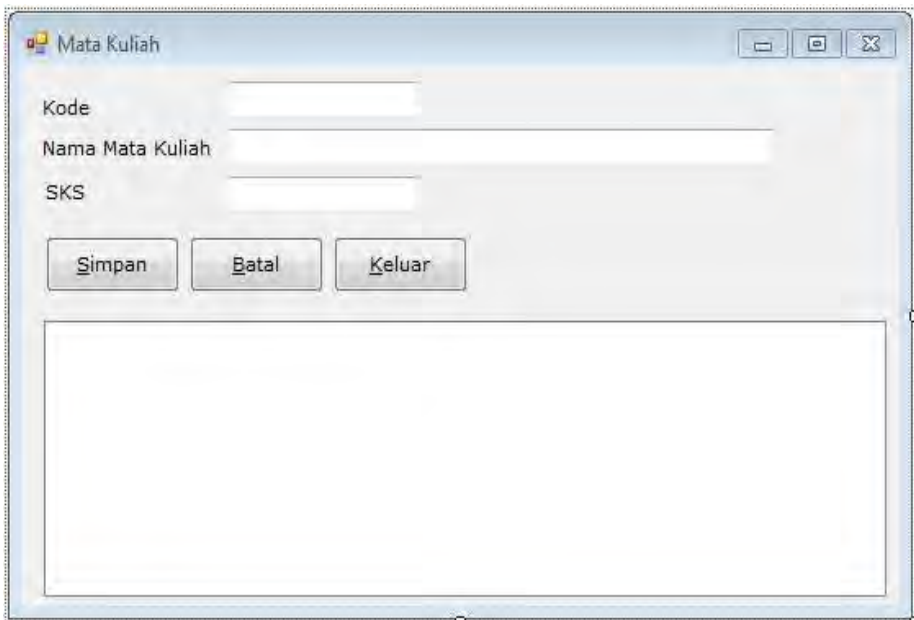 Mata Kuliah
Kode
Nama Mata Kuliah
SKS
Simpan Batal Keluar